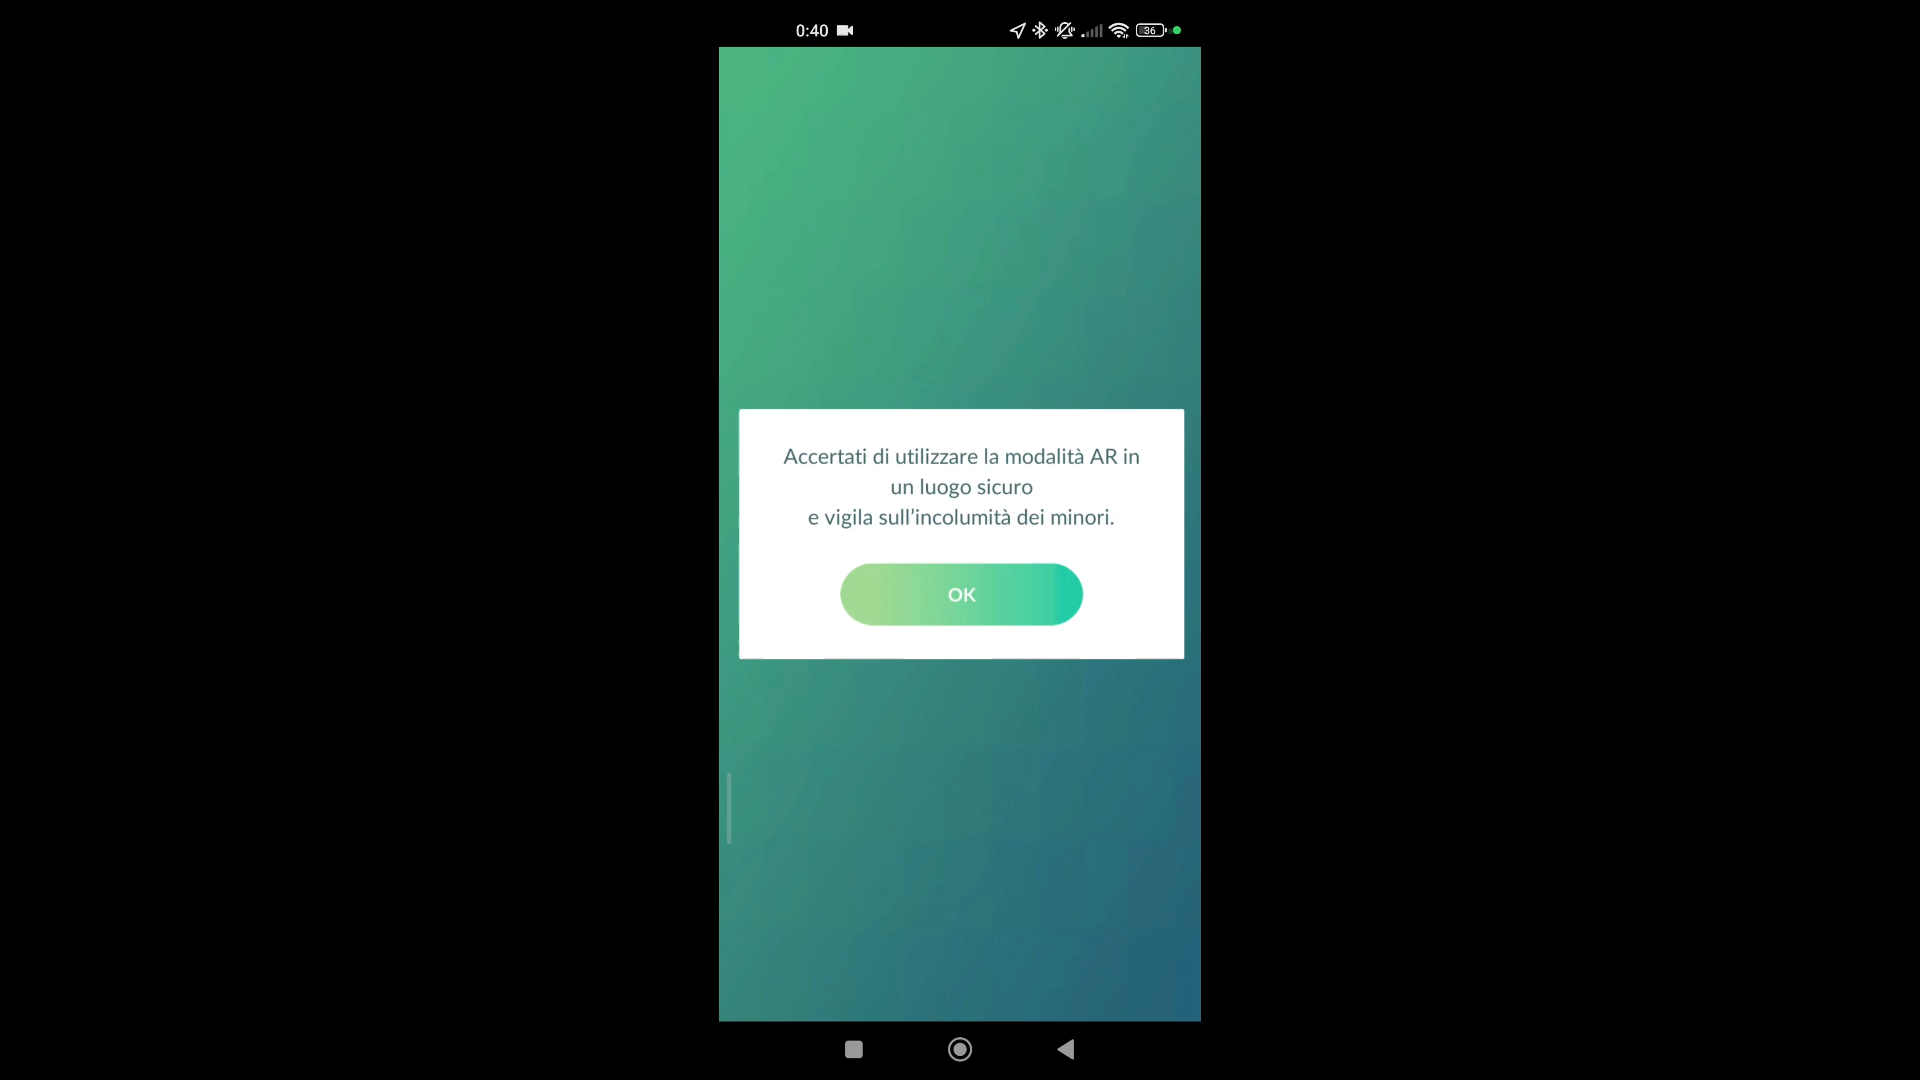 0:40
36
Accertati di utilizzare la modalità AR in
un luogo sicuro
e vigila sull’incolumità dei minori.
OK